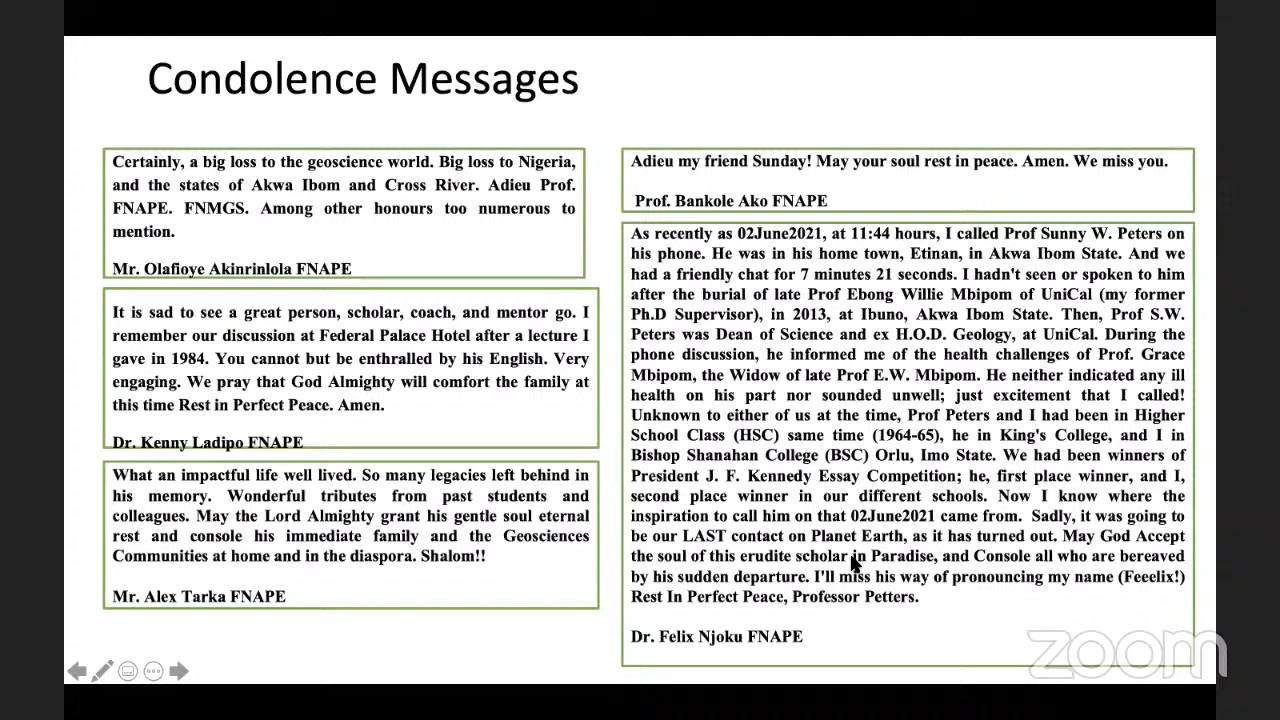 Condolence Messages
Certainly, a big loss to the geoscience world. Big loss to Nigeria,
and the states of Akwa Ibom and Cross River. Adieu Prof.
FNAPE. FNMGS. Among other honours too numerous to
mention.
Mr. Olafioye Akinrinlola FNAPE
It is sad to see a great person, scholar, coach, and mentor go. I
remember our discussion at Federal Palace Hotel after a lecture I
gave in 1984. You cannot but be enthralled by his English. Very
engaging. We pray that God Almighty will comfort the family at
this time Rest in Perfect Peace. Amen.
Dr. Kenny Ladipo FNAPE
What an impactful life well lived. So many legacies left behind in
his memory. Wonderful tributes from past students and
colleagues. May the Lord Almighty grant his gentle soul eternal
rest and console his immediate family and the Geosciences
Communities at home and in the diaspora. Shalom!!
Mr. Alex Tarka FNAPE
Adieu my friend Sunday! May your soul rest in peace. Amen. We miss you.
Prof. Bankole Ako FNAPE
As recently as 02June2021, at 11:44 hours, I called Prof Sunny W. Peters on
his phone. He was in his home town, Etinan, in Akwa Ibom State. And we
had a friendly chat for 7 minutes 21 seconds. I hadn't seen or spoken to him
after the burial of late Prof Ebong Willie Mbipom of UniCal (my former
Ph.D Supervisor), in 2013, at Ibuno, Akwa Ibom State. Then, Prof S.W.
Peters was Dean of Science and ex H.O.D. Geology, at UniCal. During the
phone discussion, he informed me of the health challenges of Prof. Grace
Mbipom, the Widow of late Prof E.W. Mbipom. He neither indicated any ill
health on his part nor sounded unwell; just excitement that I called!
Unknown to either of us at the time, Prof Peters and I had been in Higher
School Class (HSC) same time (1964-65), he in King's College, and I in
Bishop Shanahan College (BSC) Orlu, Imo State. We had been winners of
President J. F. Kennedy Essay Competition; he, first place winner, and I,
second place winner in our different schools. Now I know where the
inspiration to call him on that 02June2021 came from. Sadly, it was going to
be our LAST contact on Planet Earth, as it has turned out. May God Accept
the soul of this erudite scholar in Paradise, and Console all who are bereaved
by his sudden departure. I'll miss his way of pronouncing my name (Feeelix!)
Rest In Perfect Peace, Professor Petters.
Dr. Felix Njoku FNAPE
zoom